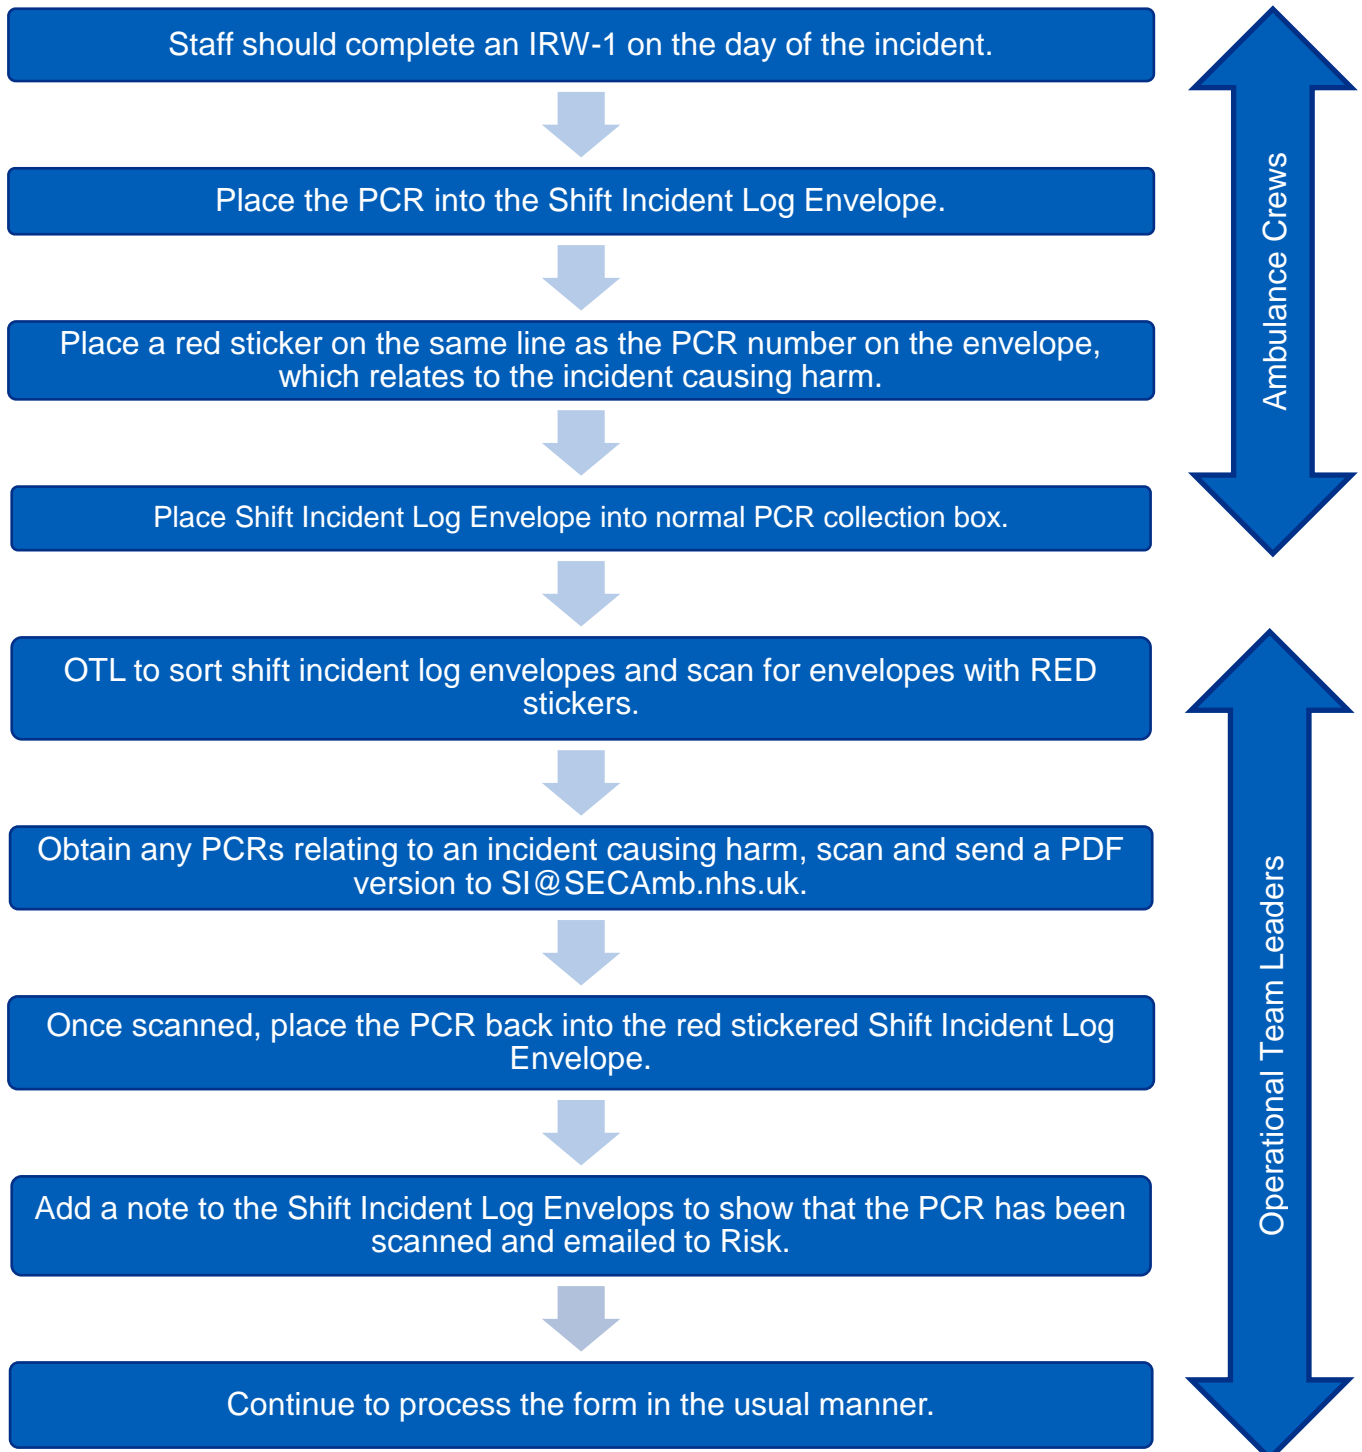 Staff should complete an IRW-1 on the day of the incident.
Place the PCR into the Shift Incident Log Envelope.
Place a red sticker on the same line as the PCR number on the envelope,
which relates to the incident causing harm.
Place Shift Incident Log Envelope into normal PCR collection box.
Ambulance Crews
OTL to sort shift incident log envelopes and scan for envelopes with RED
stickers.
Obtain any PCRs relating to an incident causing harm, scan and send a PDF
version to SI@SECAmb.nhs.uk.
Once scanned, place the PCR back into the red stickered Shift Incident Log
Envelope.
Add a note to the Shift Incident Log Envelops to show that the PCR has been
scanned and emailed to Risk.
Continue to process the form in the usual manner.
Operational Team Leaders